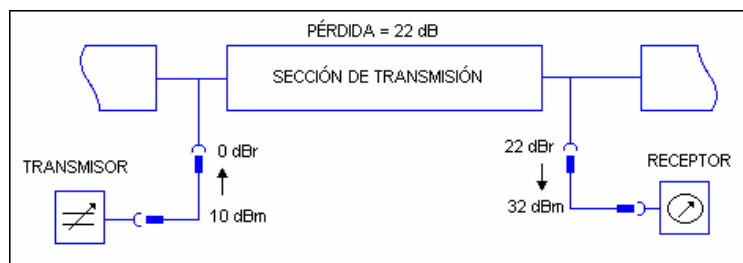 PÉRDIDA = 22 dB
SECCIÓN DE TRANSMISIÓN
0 dBr
22 dBr
TRANSMISOR
RECEPTOR
10 dBm
32 dBm